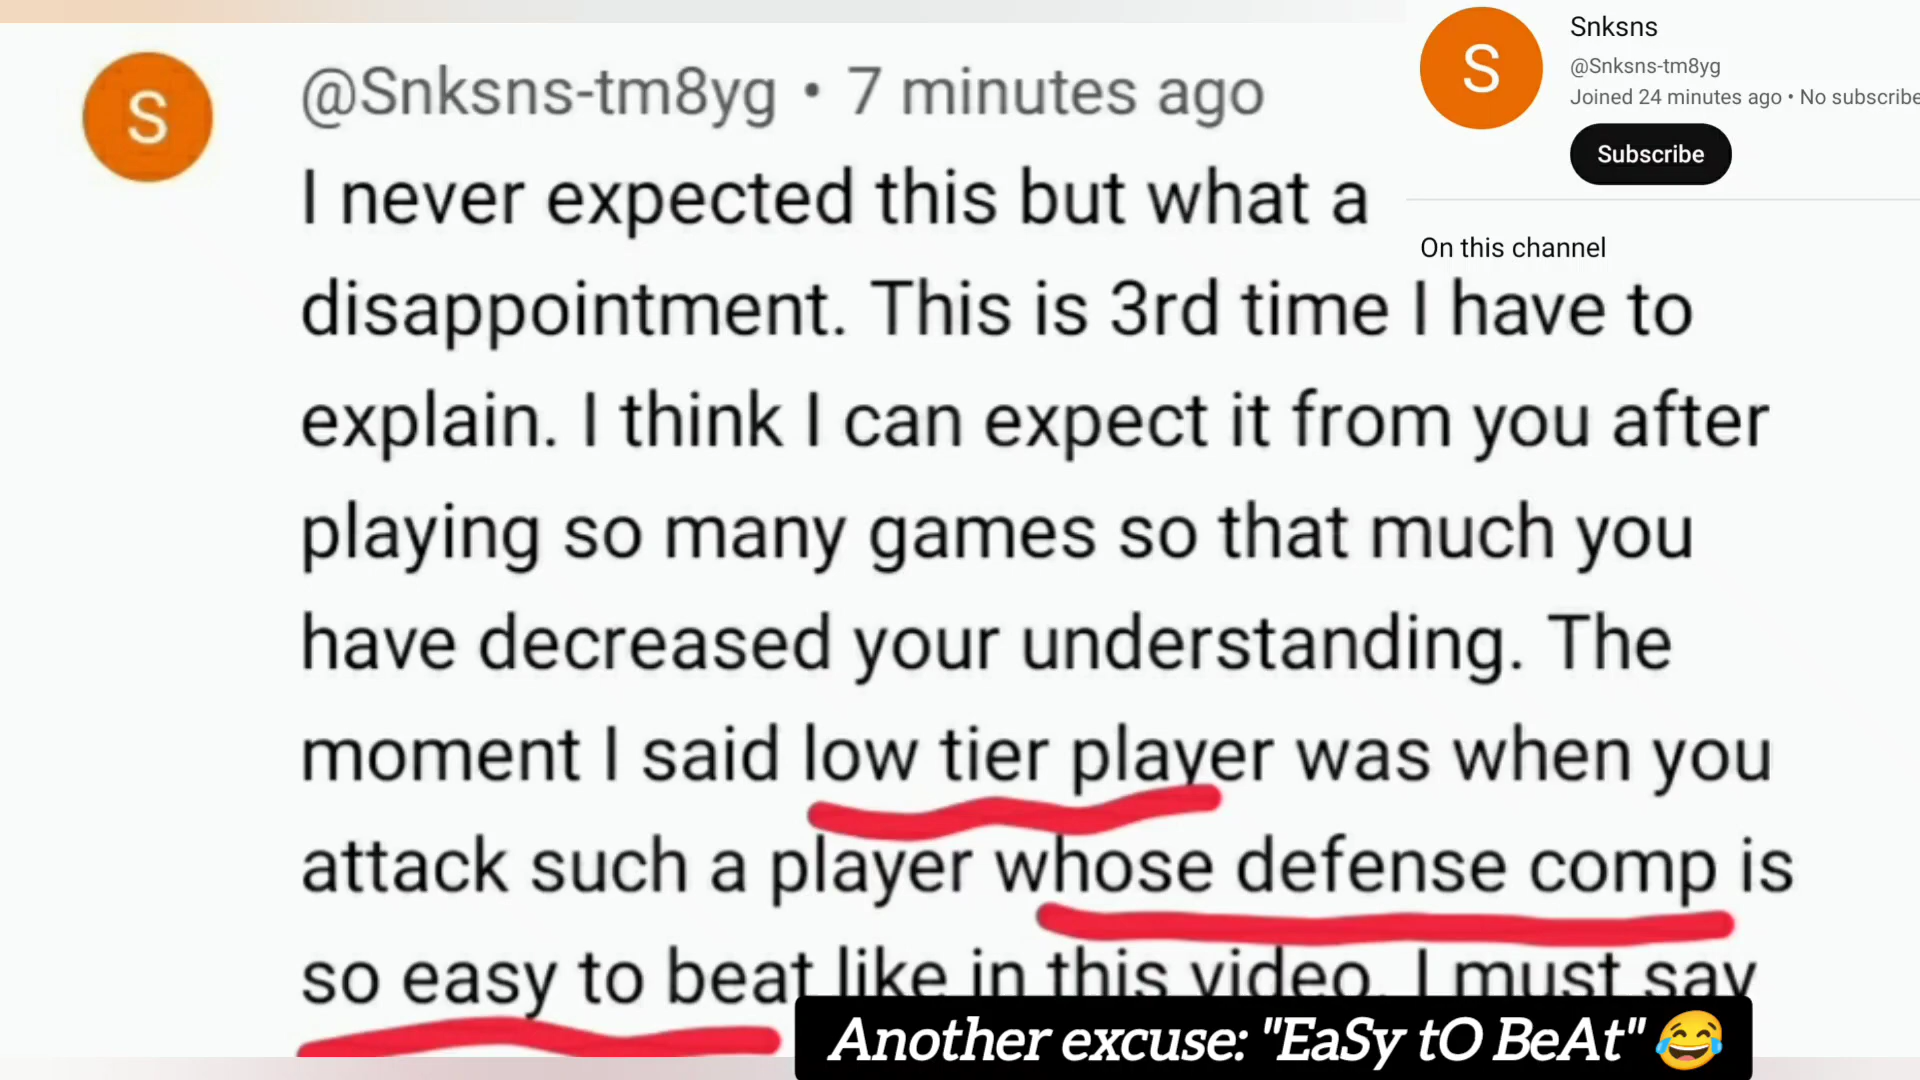 S
@Snksns-tm8yg • 7 minutes ago
I never expected this but what a
disappointment. This is 3rd time I have to
explain. I think I can expect it from you after
playing so many games so that much you
have decreased your understanding. The
moment I said low tier player was when you
attack such a player whose defense comp is
so easy to beat like in this video. I must say
S
Snksns
@Snksns-tm8yg
Joined 24 minutes ago • No subscribe
Subscribe
On this channel
Another excuse: "EaSy tO BeAt" 😂